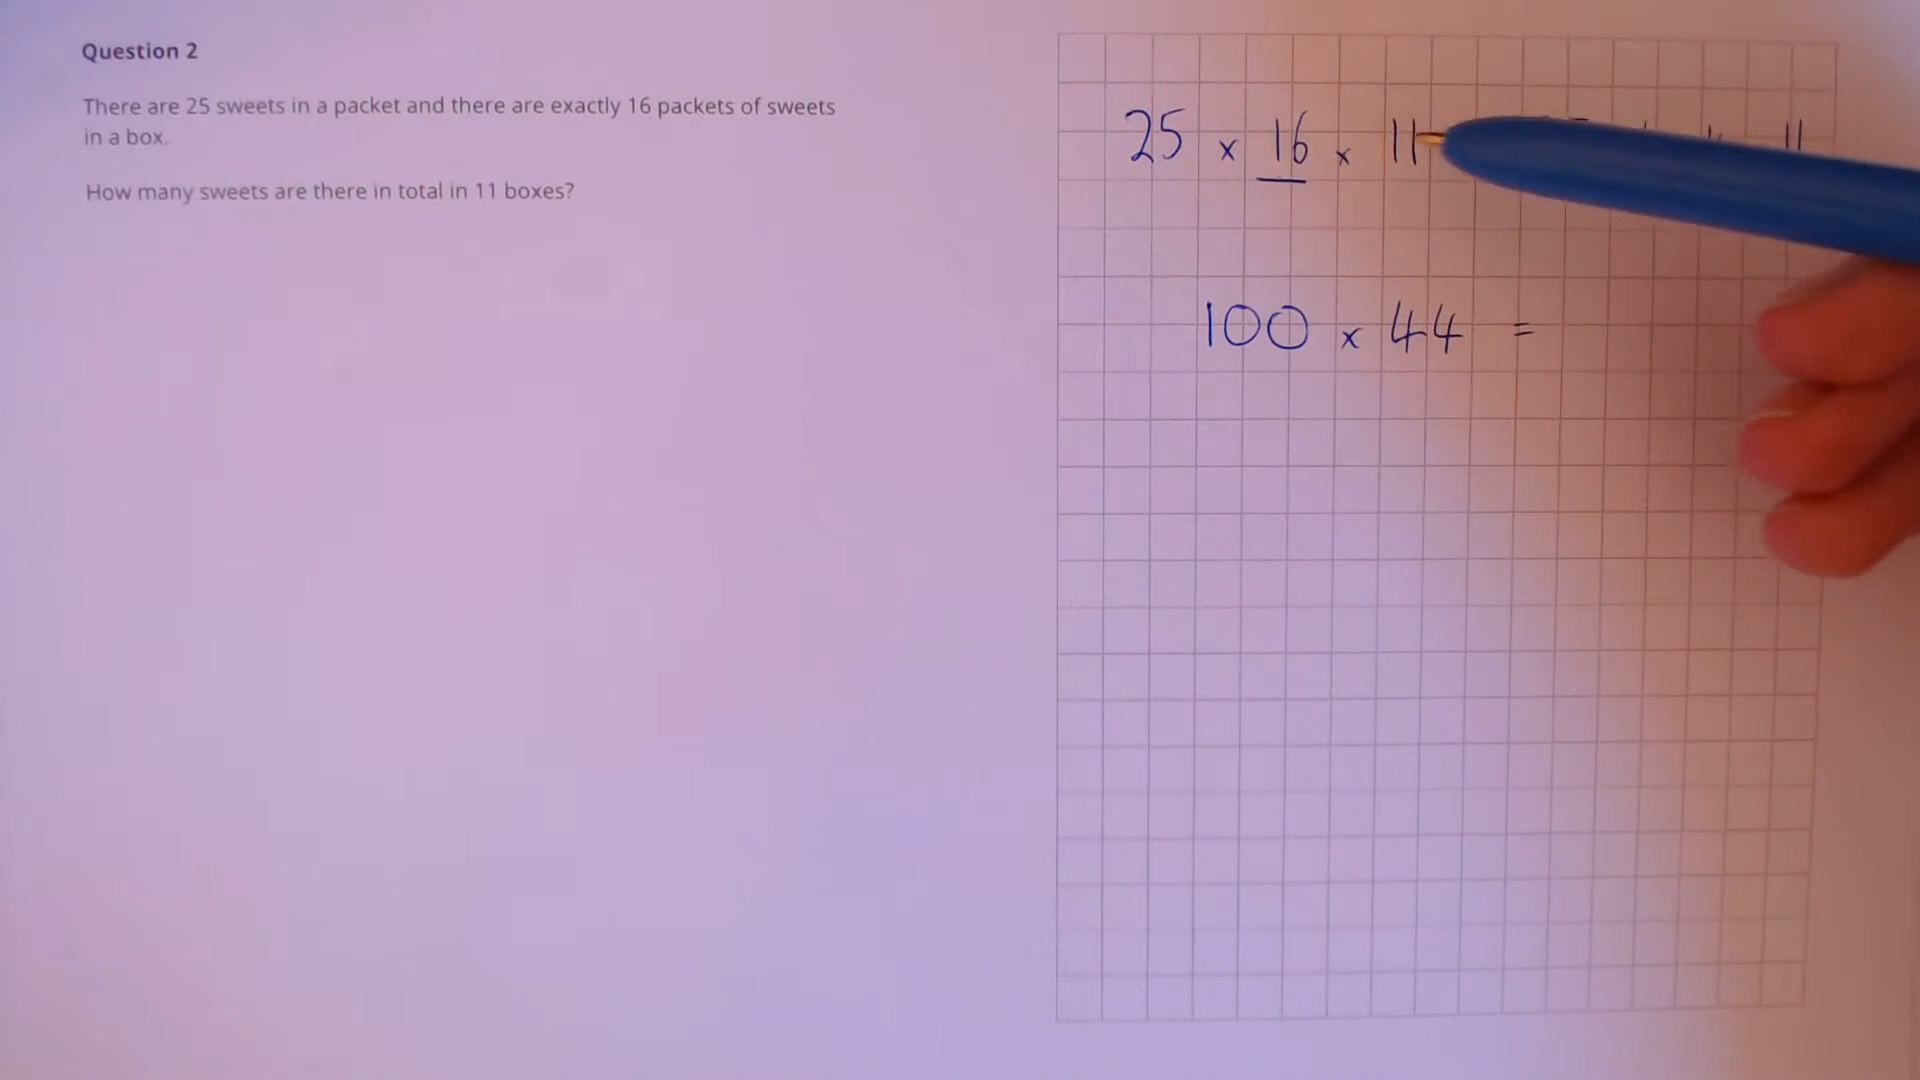 Question 2
There are 25 sweets in a packet and there are exactly 16 packets of sweets
in a box.
How many sweets are there in total in 11 boxes?
25 × 16 × 11
11
100 × 44 =